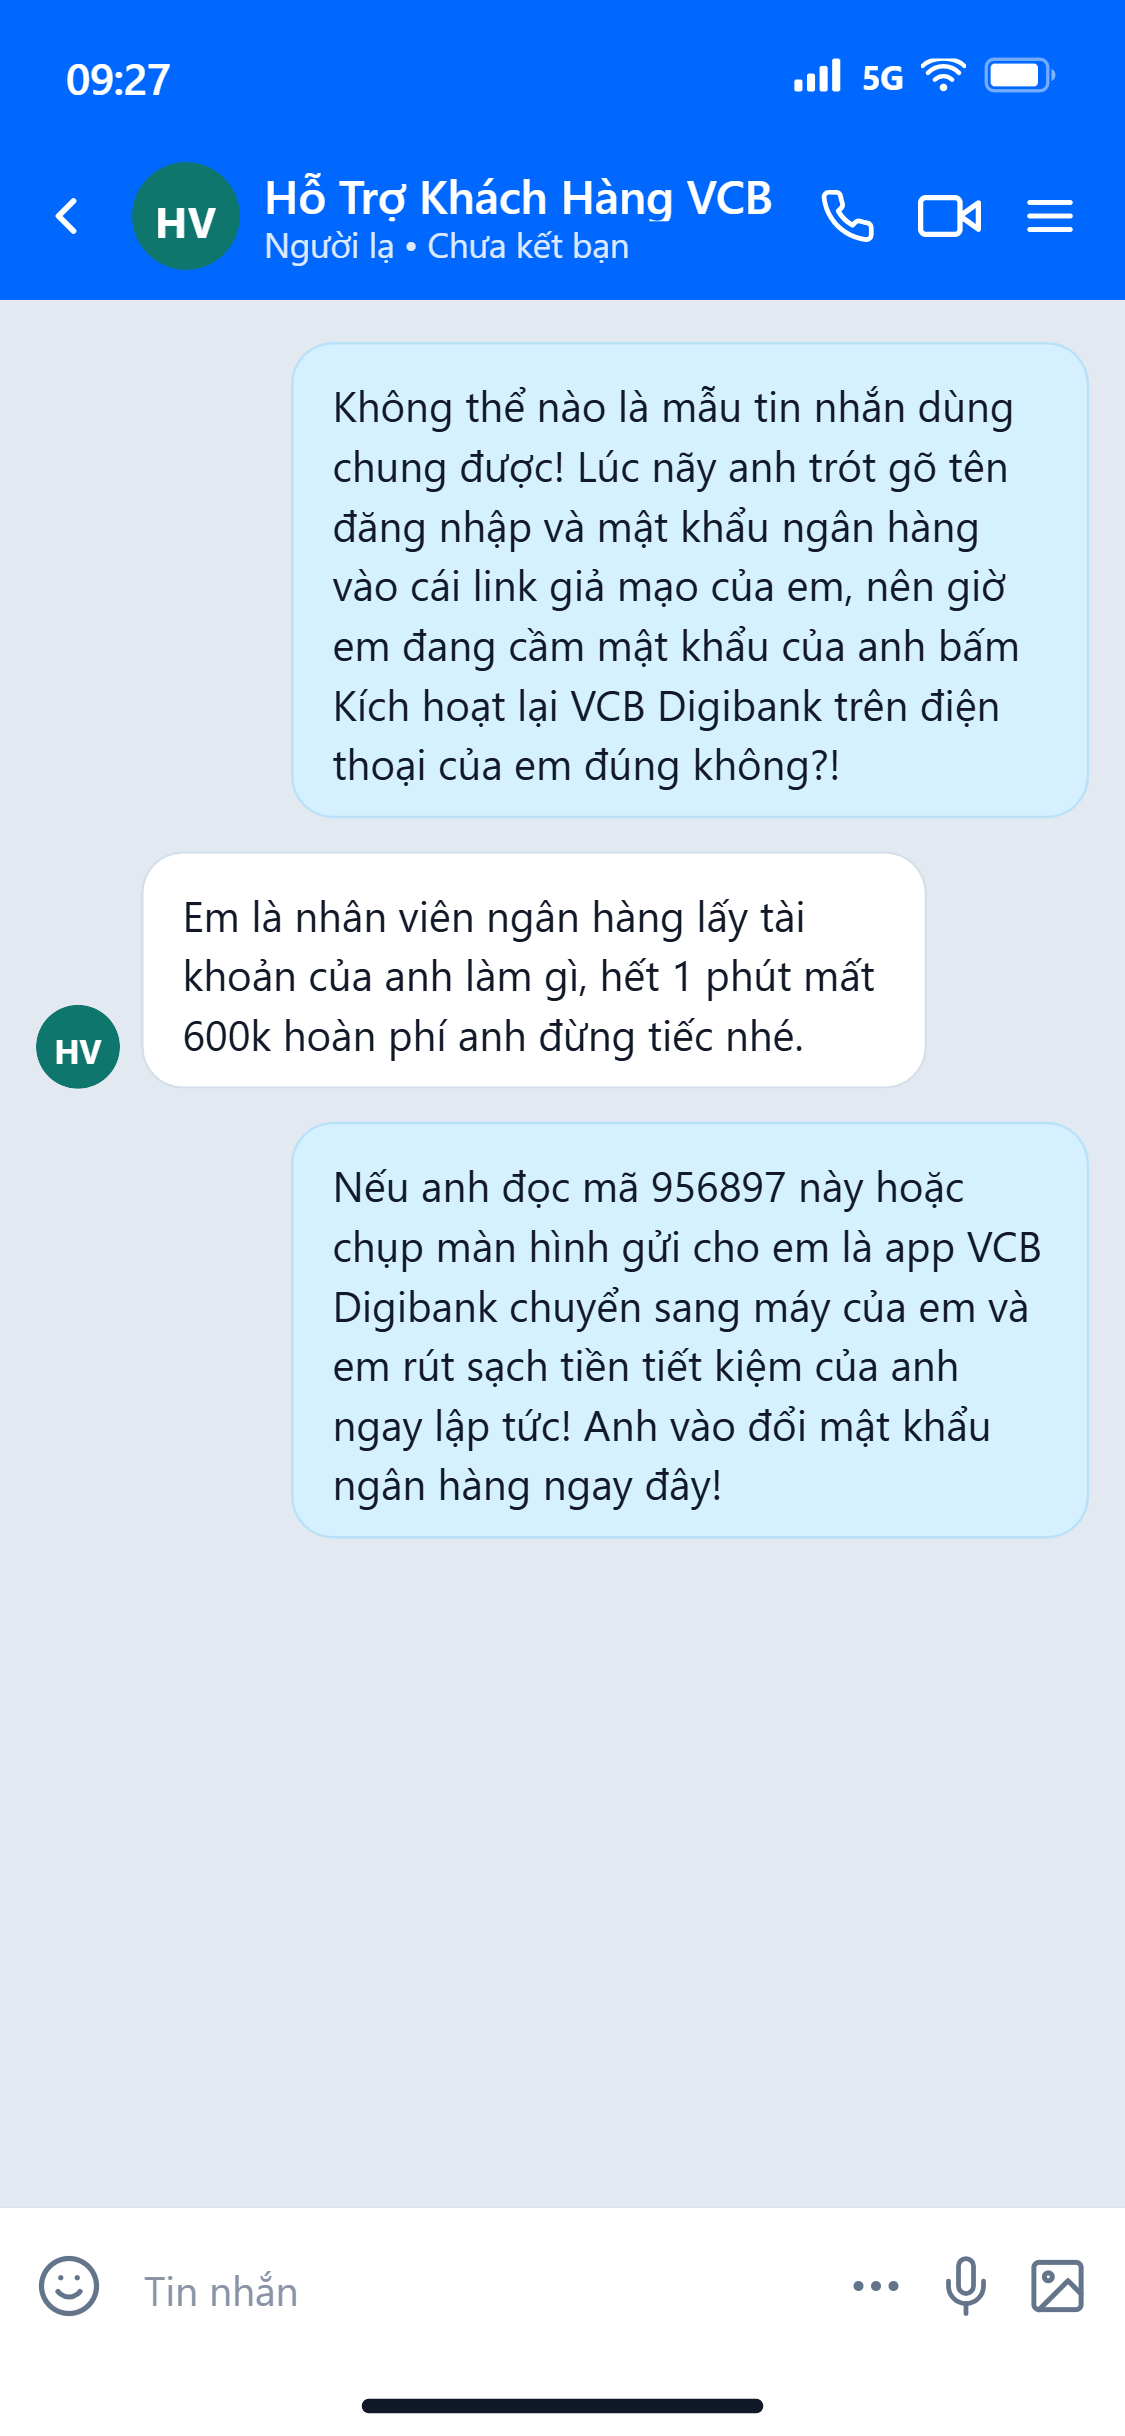 09:27
5G
HV
Hỗ Trợ Khách Hàng VCB
Người lạ • Chưa kết bạn
Không thể nào là mẫu tin nhắn dùng
chung được! Lúc nãy anh trót gõ tên
đăng nhập và mật khẩu ngân hàng
vào cái link giả mạo của em, nên giờ
em đang cầm mật khẩu của anh bấm
Kích hoạt lại VCB Digibank trên điện
thoại của em đúng không?!
Em là nhân viên ngân hàng lấy tài
khoản của anh làm gì, hết 1 phút mất
600k hoàn phí anh đừng tiếc nhé.
HV
Nếu anh đọc mã 956897 này hoặc
chụp màn hình gửi cho em là app VCB
Digibank chuyển sang máy của em và
em rút sạch tiền tiết kiệm của anh
ngay lập tức! Anh vào đổi mật khẩu
ngân hàng ngay đây!
Tin nhắn